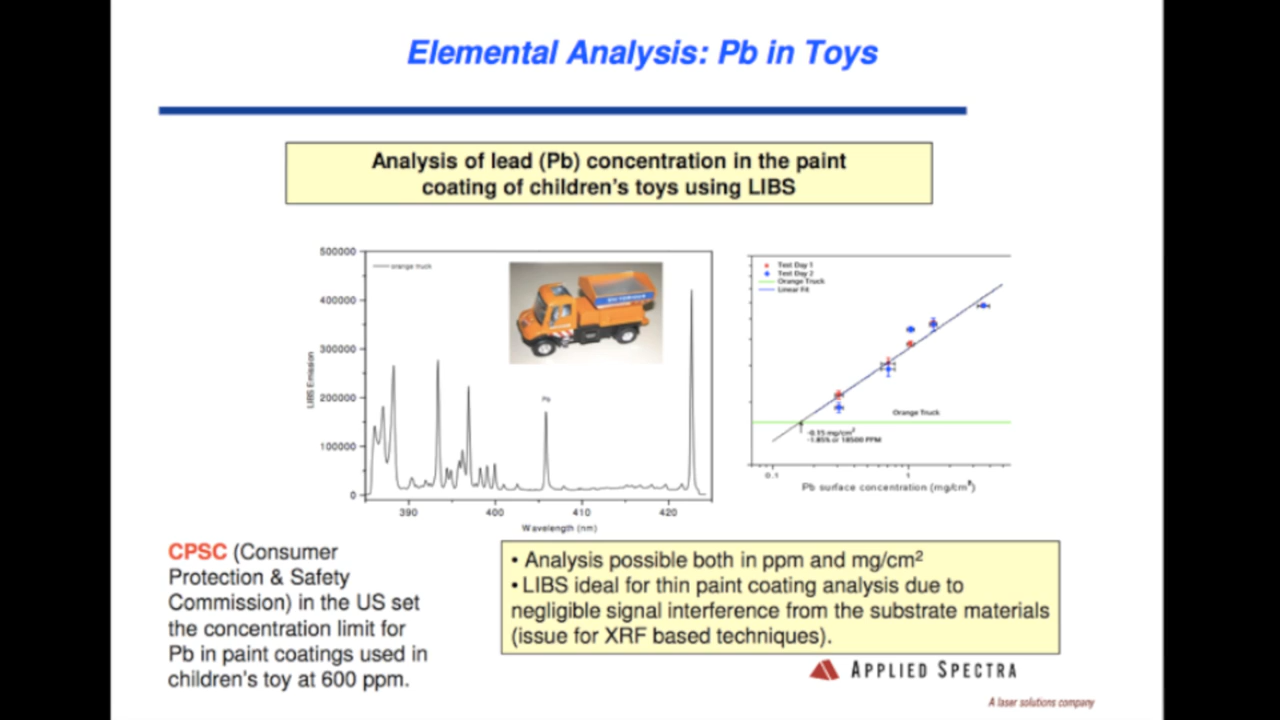 Elemental Analysis: Pb in Toys
Analysis of lead (Pb) concentration in the paint
coating of children's toys using LIBS
500000
400000
300000
200000
100000
0
LIBS Emission
orange truck
Pb
390
400
410
420
Wavelength (nm)
Test Day 1
Test Day 2
Orange Truck
Linear Fit
Orange Truck
~0.15 mg/cm²
~1.85% or 18500 PPM
0.1
1
Pb surface concentration (mg/cm²)
CPSC (Consumer
Protection & Safety
Commission) in the US set
the concentration limit for
Pb in paint coatings used in
children's toy at 600 ppm.
• Analysis possible both in ppm and mg/cm²
• LIBS ideal for thin paint coating analysis due to
negligible signal interference from the substrate materials
(issue for XRF based techniques).
APPLIED SPECTRA
A laser solutions company